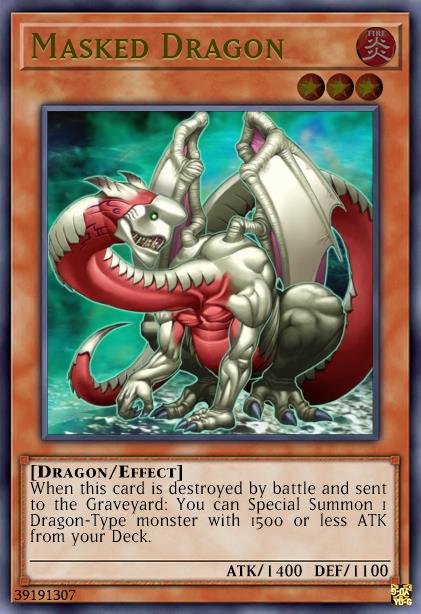 Masked Dragon
FIRE
炎
[Dragon/Effect]
When this card is destroyed by battle and sent
to the Graveyard: You can Special Summon 1
Dragon-Type monster with 1500 or less ATK
from your Deck.
ATK/1400 DEF/1100
39191307